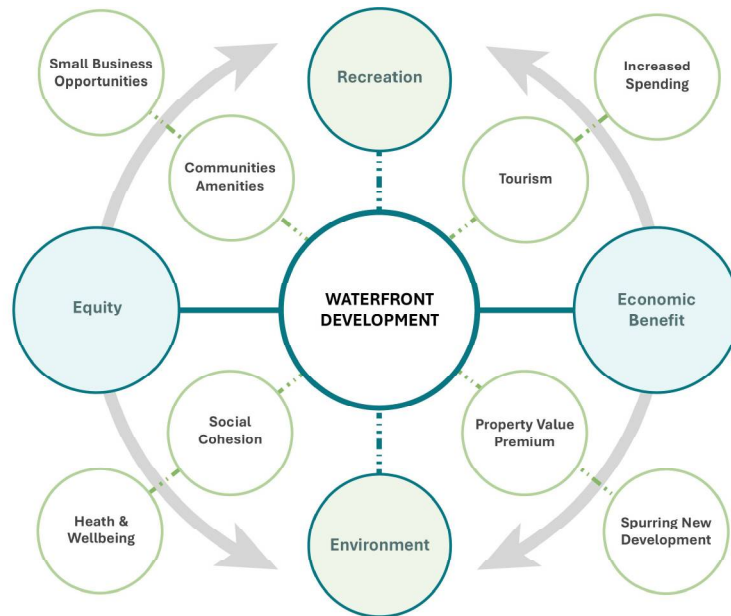 Small Business
Opportunities
Recreation
Increased
Spending
Communities
Amenities
Tourism
Equity
WATERFRONT
DEVELOPMENT
Economic
Benefit
Social
Cohesion
Property Value
Premium
Heath &
Wellbeing
Environment
Spurring New
Development